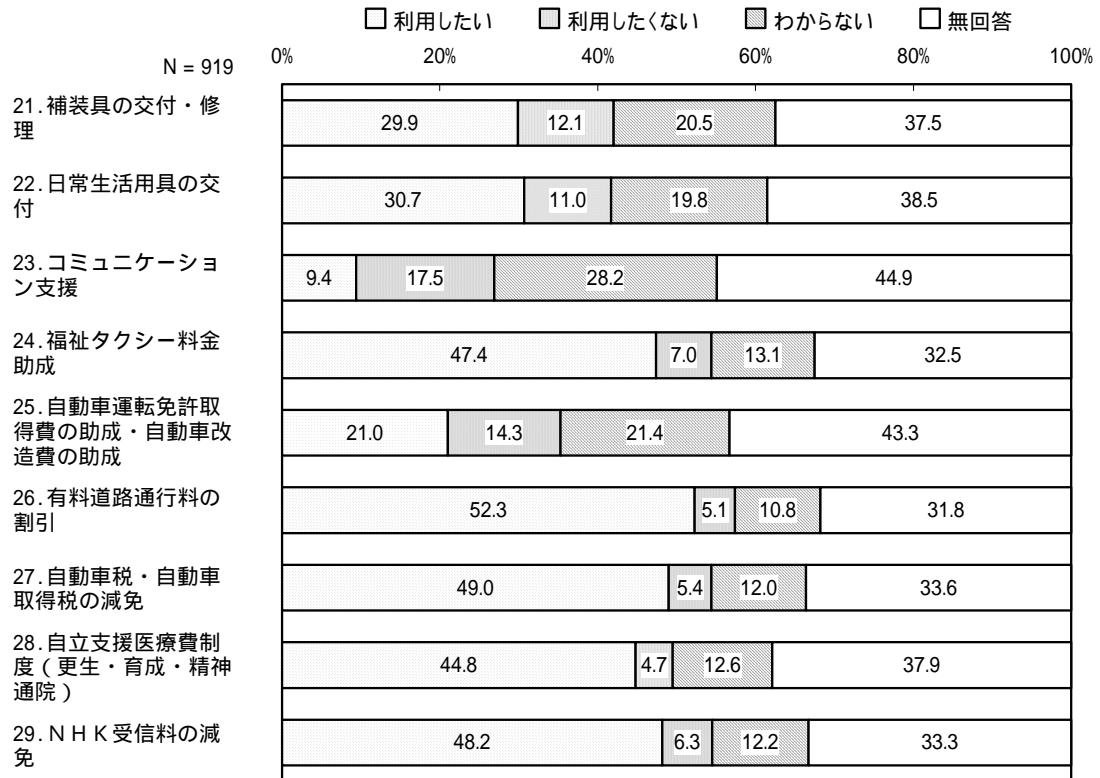 利用したい 利用したくない わからない 無回答
N = 919
0% 20% 40% 60% 80% 100%
21.補装具の交付・修
理
29.9 12.1 20.5 37.5
22.日常生活用具の交
付
30.7 11.0 19.8 38.5
23.コミュニケーショ
ン支援
9.4 17.5 28.2 44.9
24.福祉タクシー料金
助成
47.4 7.0 13.1 32.5
25.自動車運転免許取
得費の助成・自動車改
造費の助成
21.0 14.3 21.4 43.3
26.有料道路通行料の
割引
52.3 5.1 10.8 31.8
27.自動車税・自動車
取得税の減免
49.0 5.4 12.0 33.6
28.自立支援医療費制
度(更生・育成・精神
通院)
44.8 4.7 12.6 37.9
29.NHK受信料の減
免
48.2 6.3 12.2 33.3